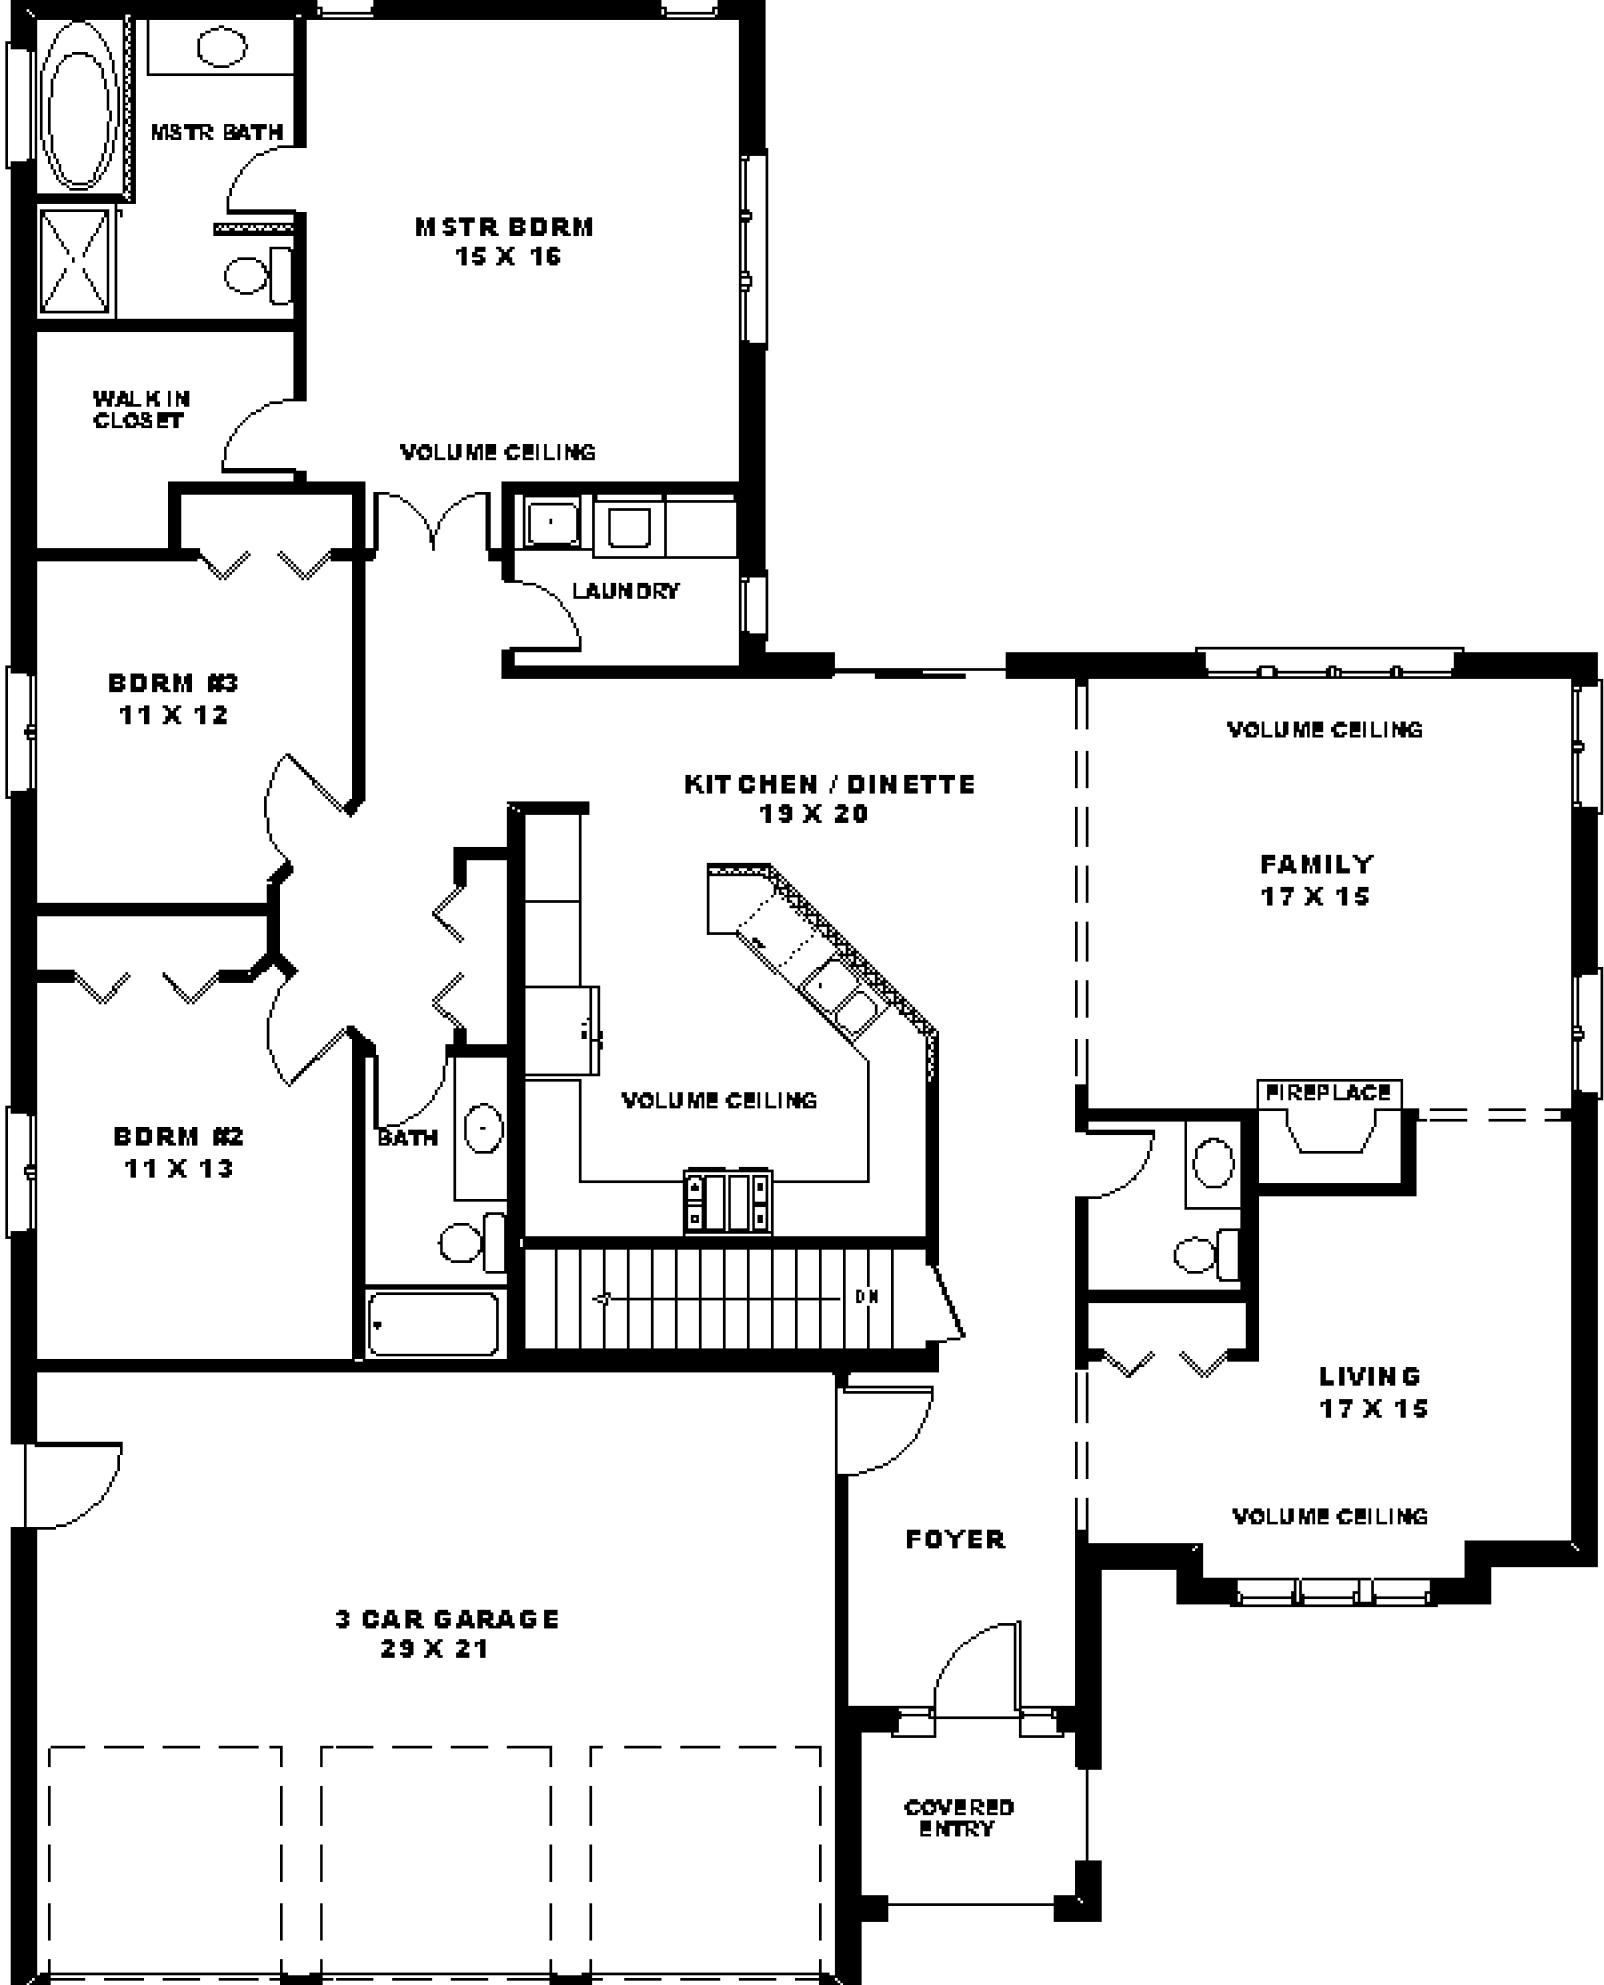 MSTR BATH
MSTR BDRM
15 X 16
WALK IN
CLOSET
VOLUME CEILING
LAUNDRY
BDRM #3
11 X 12
VOLUME CEILING
KITCHEN / DINETTE
19 X 20
FAMILY
17 X 15
FIREPLACE
VOLUME CEILING
BDRM #2
11 X 13
BATH
DN
LIVING
17 X 15
VOLUME CEILING
FOYER
3 CAR GARAGE
29 X 21
COVERED
ENTRY